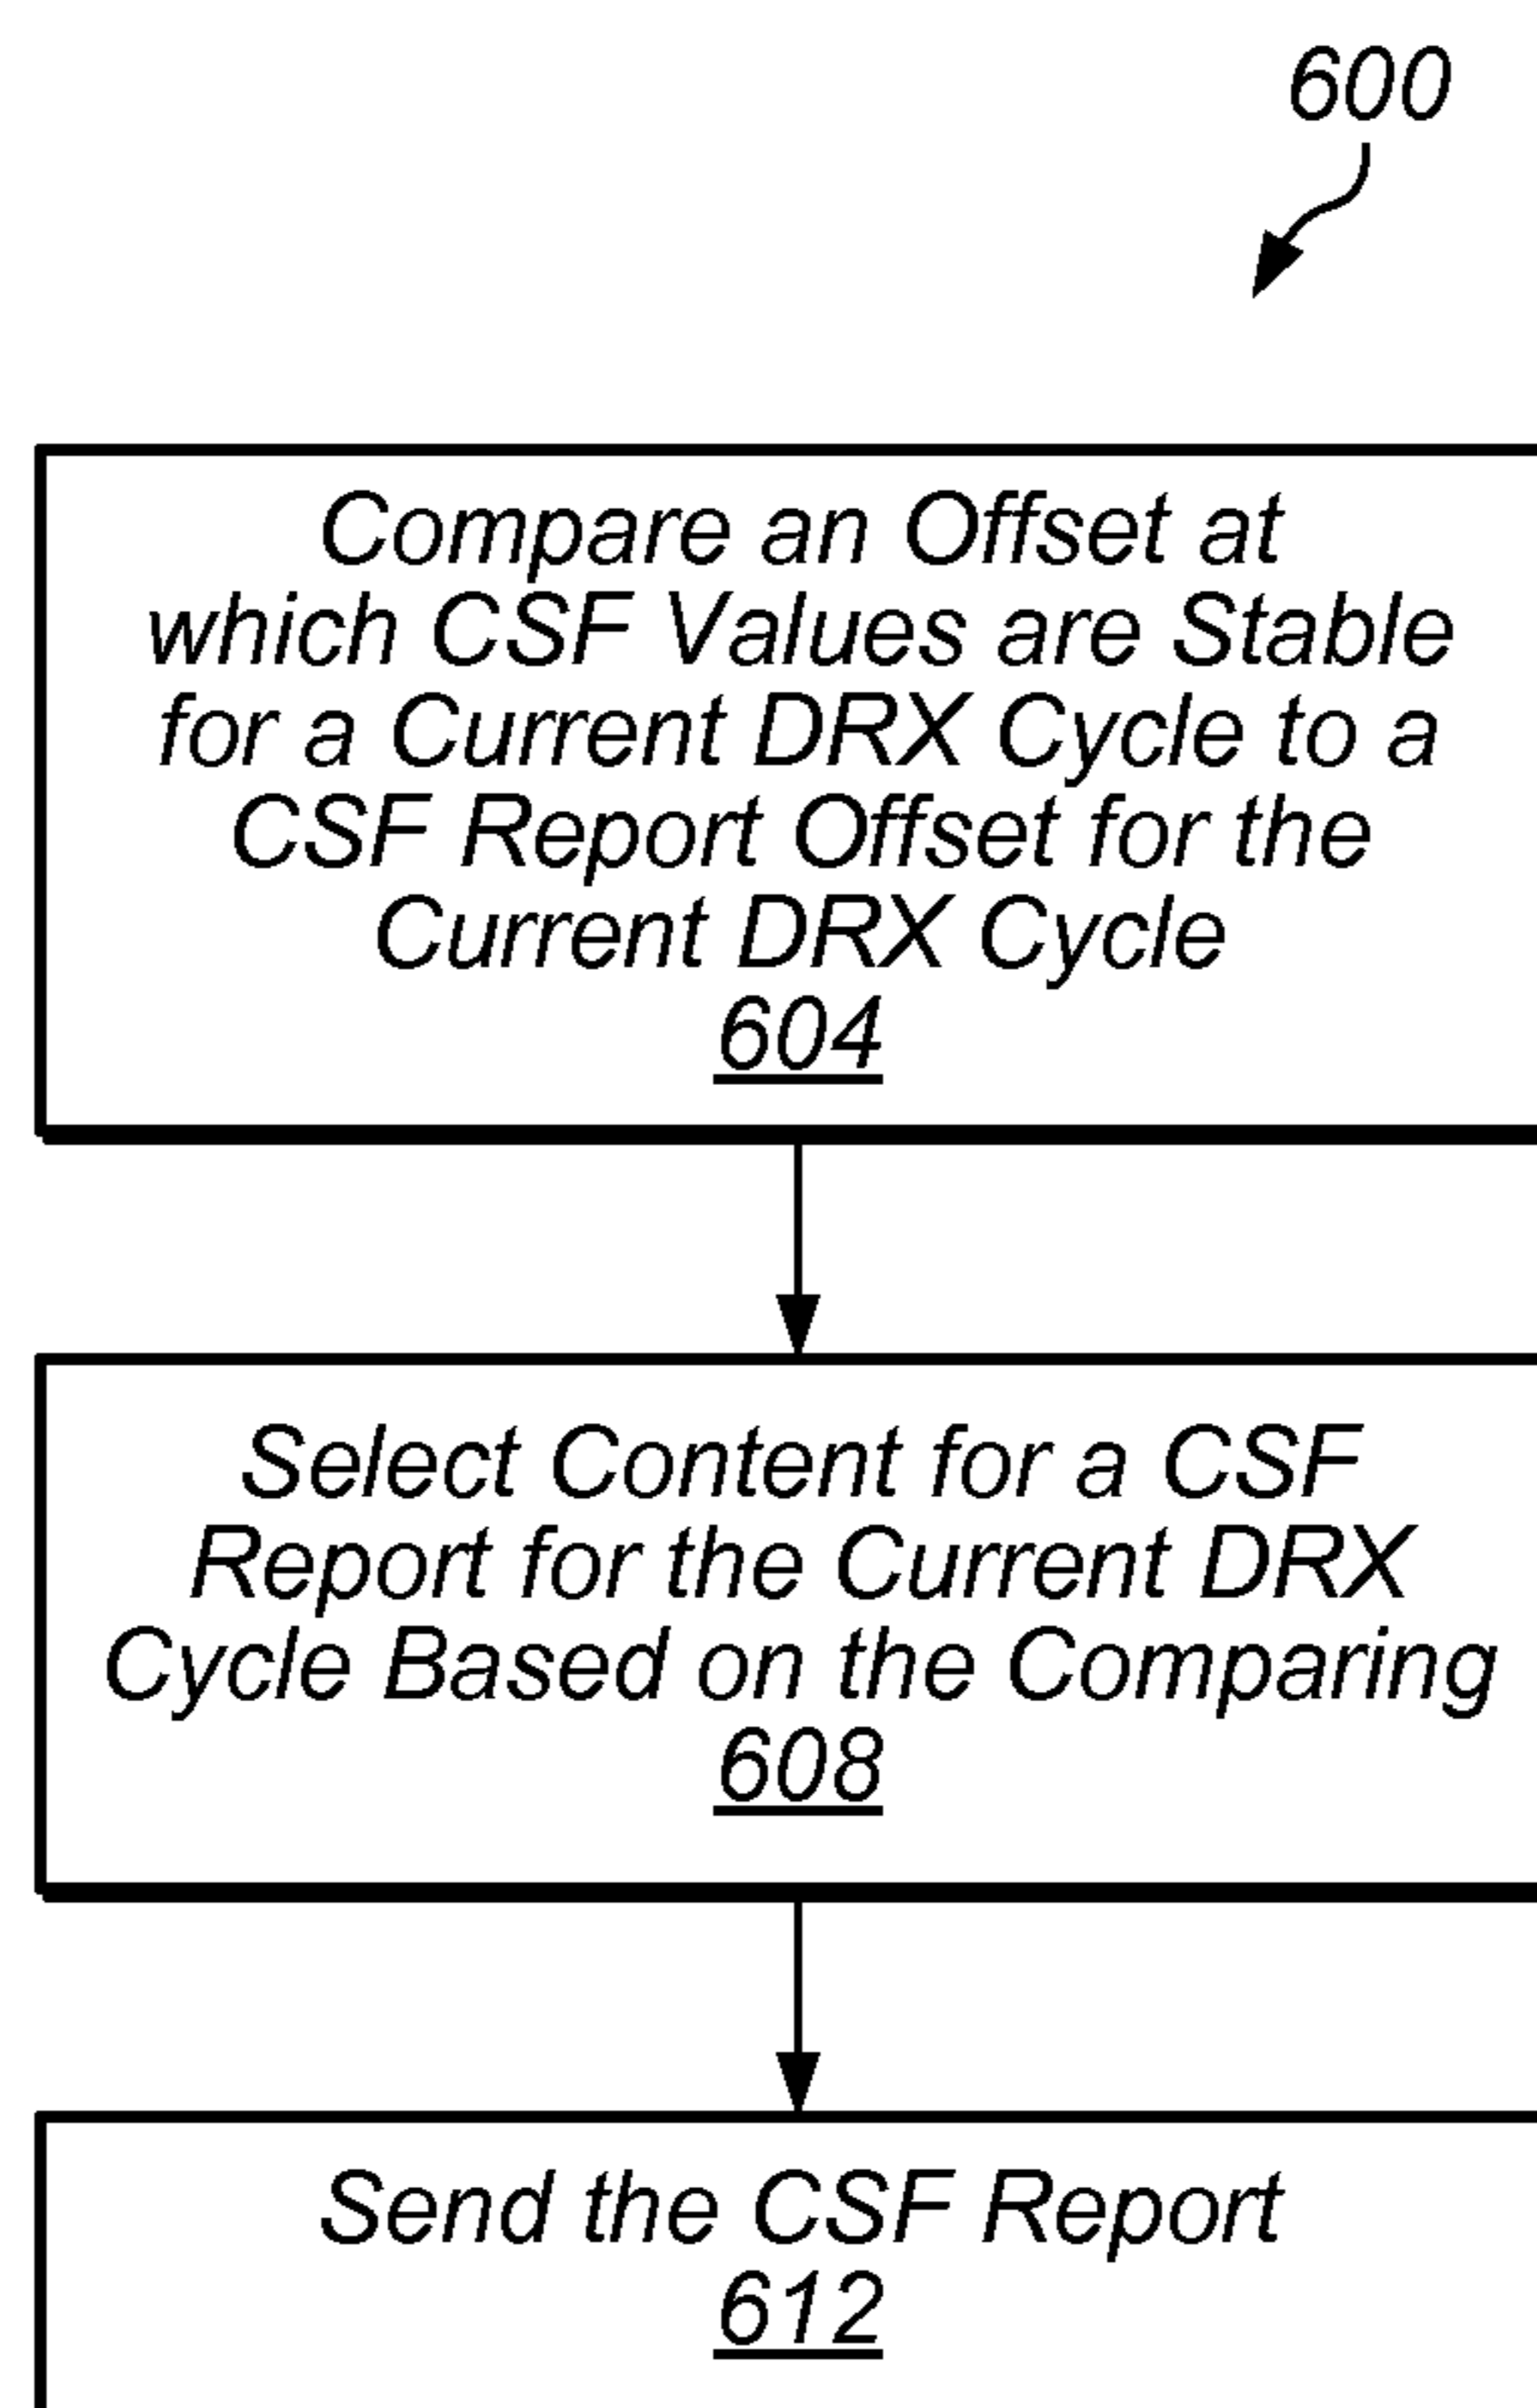 600
Compare an Offset at
which CSF Values are Stable
for a Current DRX Cycle to a
CSF Report Offset for the
Current DRX Cycle
604
Select Content for a CSF
Report for the Current DRX
Cycle Based on the Comparing
608
Send the CSF Report
612